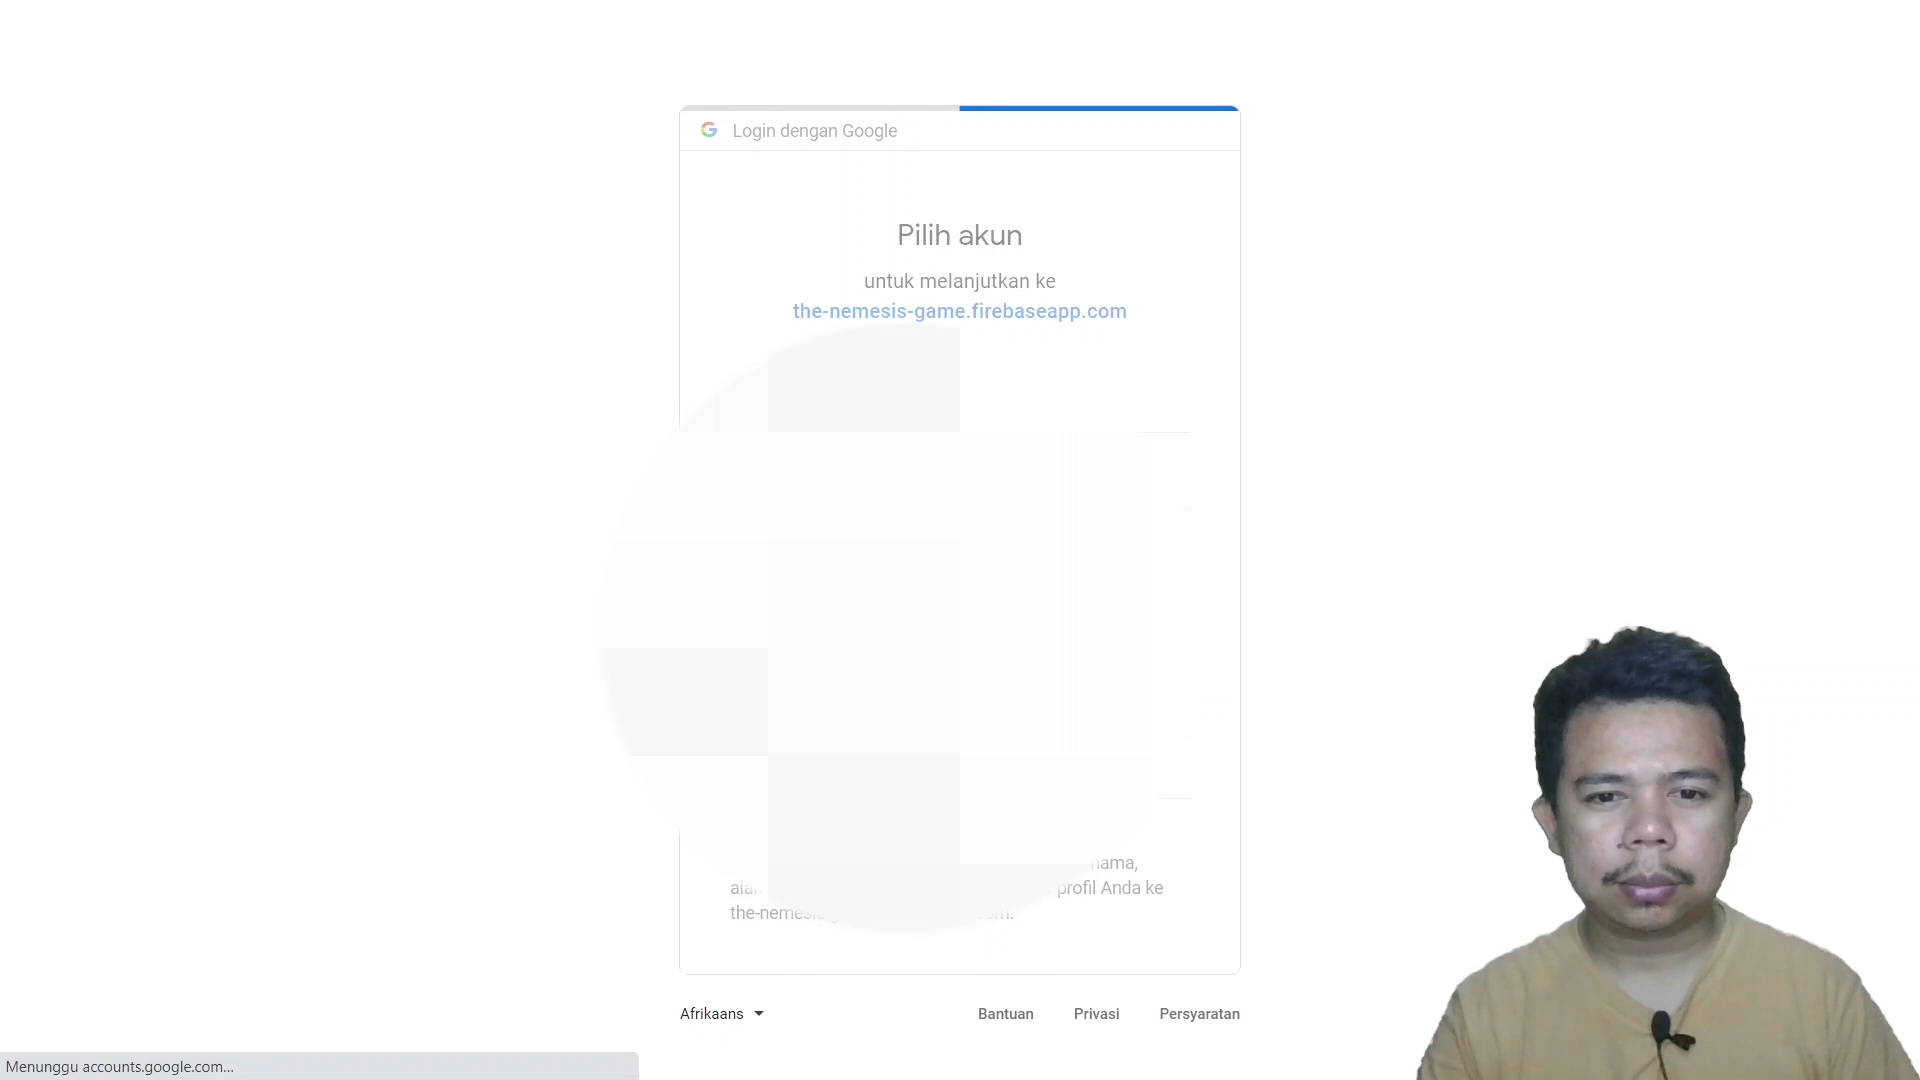 Login dengan Google
Pilih akun
untuk melanjutkan ke
the-nemesis-game.firebaseapp.com
nama,
profil Anda ke
Afrikaans
Bantuan
Privasi
Persyaratan
Menunggu accounts.google.com...